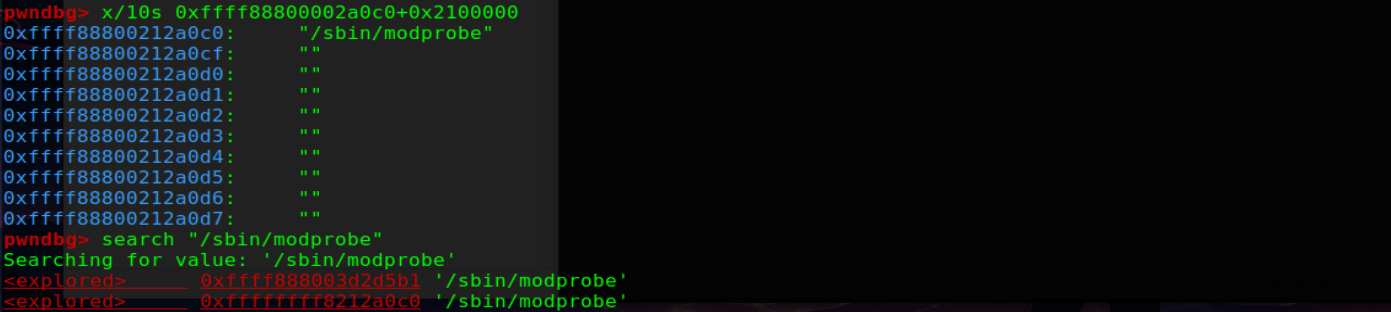 pwndbg> x/10s 0xffff88800002a0c0+0x2100000
0xffff88800212a0c0:     "/sbin/modprobe"
0xffff88800212a0cf:     ""
0xffff88800212a0d0:     ""
0xffff88800212a0d1:     ""
0xffff88800212a0d2:     ""
0xffff88800212a0d3:     ""
0xffff88800212a0d4:     ""
0xffff88800212a0d5:     ""
0xffff88800212a0d6:     ""
0xffff88800212a0d7:     ""
pwndbg> search "/sbin/modprobe"
Searching for value: '/sbin/modprobe'
<explored>      0xffff888003d2d5b1 '/sbin/modprobe'
<explored>      0xffffffff8212a0c0 '/sbin/modprobe'